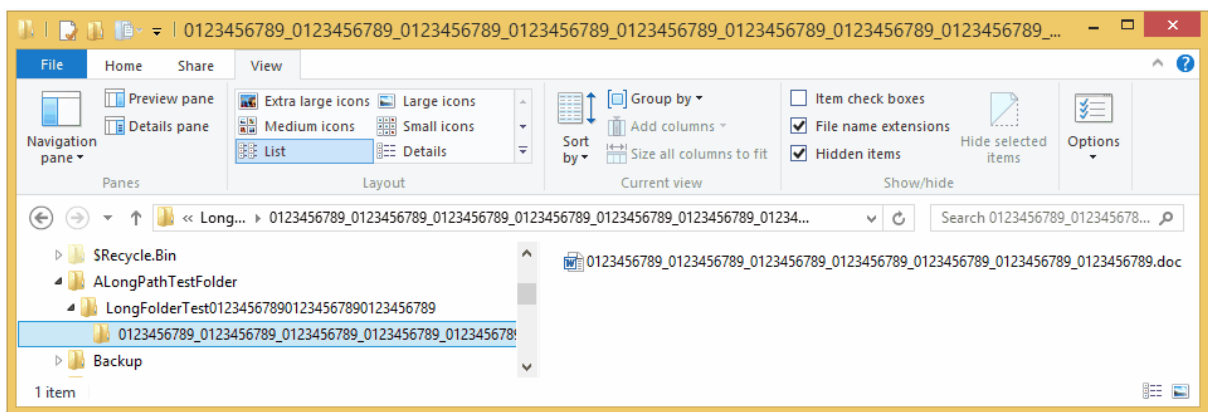 0123456789_0123456789_0123456789_0123456789_0123456789_0123456789_0123456789_0123456789_...
File Home Share View
Navigation pane
Preview pane
Details pane
Panes
Extra large icons Large icons
Medium icons Small icons
List Details
Layout
Sort by
Group by
Add columns
Size all columns to fit
Current view
Item check boxes
File name extensions
Hidden items
Hide selected items
Show/hide
Options
« Long... 0123456789_0123456789_0123456789_0123456789_0123456789_0123456789_01234...
Search 0123456789_012345678...
$Recycle.Bin
ALongPathTestFolder
LongFolderTest012345678901234567890123456789
0123456789_0123456789_0123456789_0123456789_0123456789
Backup
0123456789_0123456789_0123456789_0123456789_0123456789_0123456789_0123456789.doc
1 item